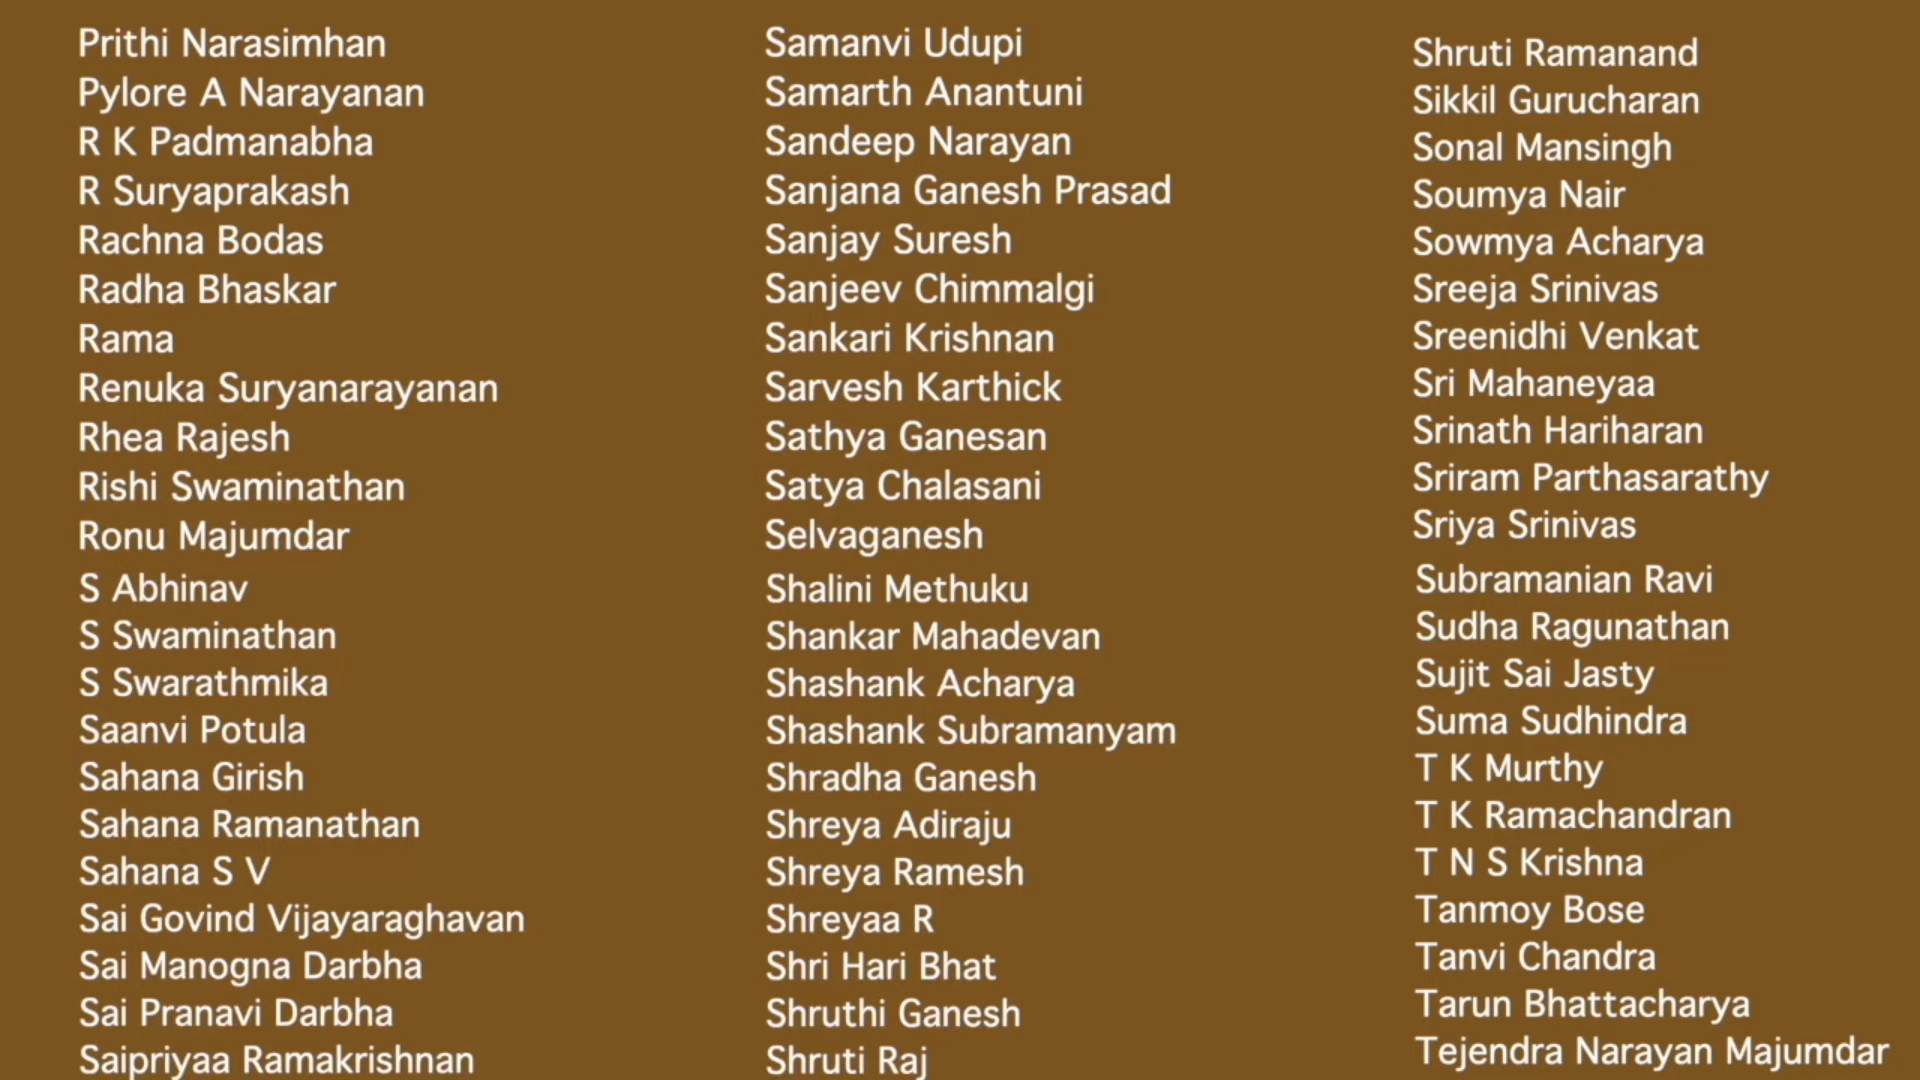 Prithi Narasimhan
Pylore A Narayanan
R K Padmanabha
R Suryaprakash
Rachna Bodas
Radha Bhaskar
Rama
Renuka Suryanarayanan
Rhea Rajesh
Rishi Swaminathan
Ronu Majumdar
S Abhinav
S Swaminathan
S Swarathmika
Saanvi Potula
Sahana Girish
Sahana Ramanathan
Sahana S V
Sai Govind Vijayaraghavan
Sai Manogna Darbha
Sai Pranavi Darbha
Saipriyaa Ramakrishnan
Samanvi Udupi
Samarth Anantuni
Sandeep Narayan
Sanjana Ganesh Prasad
Sanjay Suresh
Sanjeev Chimmalgi
Sankari Krishnan
Sarvesh Karthick
Sathya Ganesan
Satya Chalasani
Selvaganesh
Shalini Methuku
Shankar Mahadevan
Shashank Acharya
Shashank Subramanyam
Shradha Ganesh
Shreya Adiraju
Shreya Ramesh
Shreyaa R
Shri Hari Bhat
Shruthi Ganesh
Shruti Raj
Shruti Ramanand
Sikkil Gurucharan
Sonal Mansingh
Soumya Nair
Sowmya Acharya
Sreeja Srinivas
Sreenidhi Venkat
Sri Mahaneyaa
Srinath Hariharan
Sriram Parthasarathy
Sriya Srinivas
Subramanian Ravi
Sudha Ragunathan
Sujit Sai Jasty
Suma Sudhindra
T K Murthy
T K Ramachandran
T N S Krishna
Tanmoy Bose
Tanvi Chandra
Tarun Bhattacharya
Tejendra Narayan Majumdar